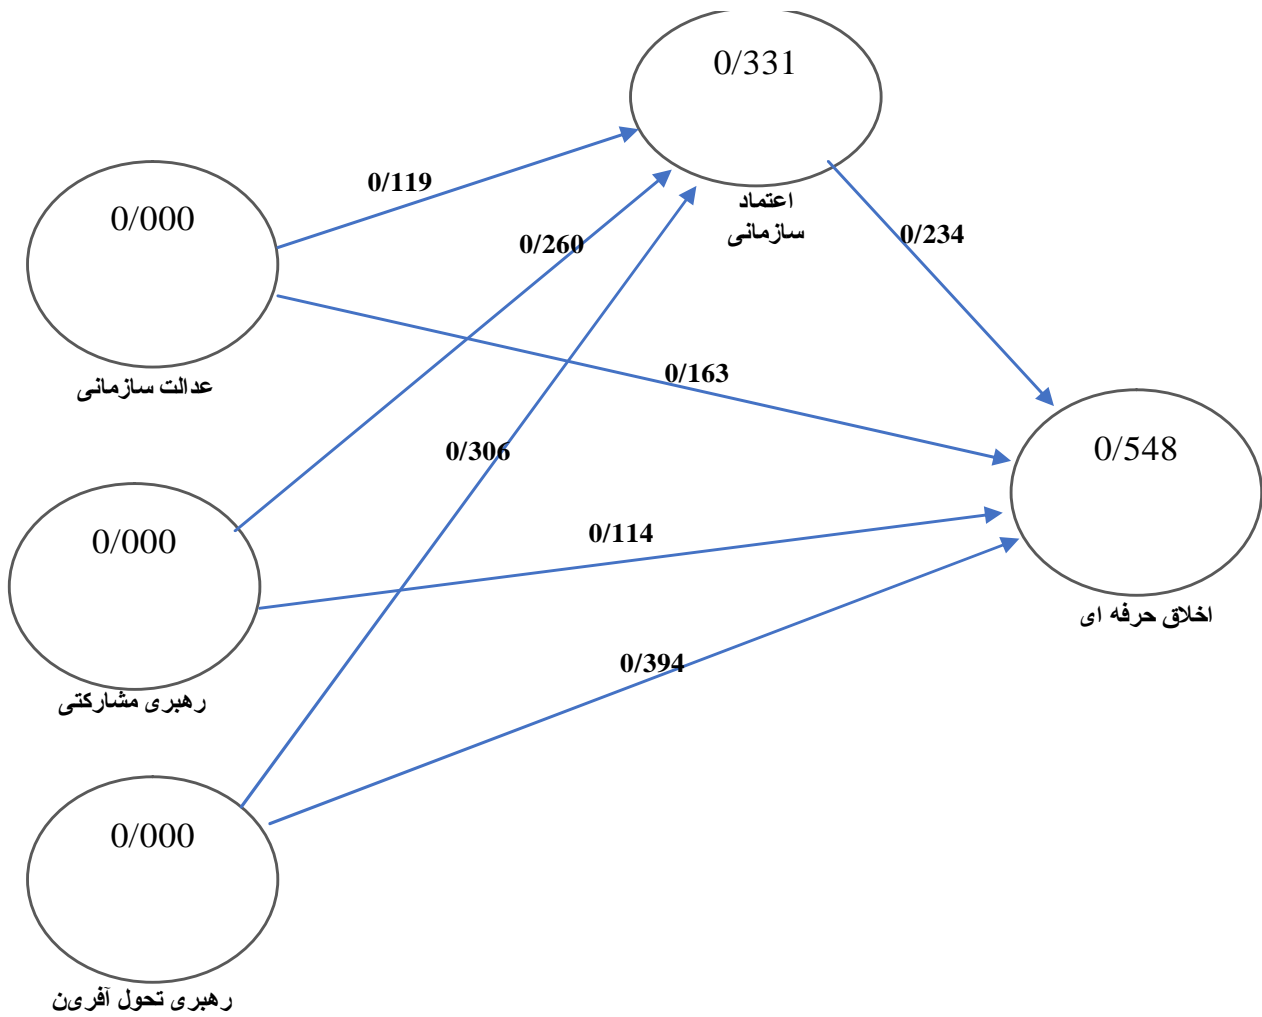 0/331
اعتماد
سازمانی
0/119
0/000
0/260
0/234
عدالت سازمانی
0/163
0/306
0/548
0/000
0/114
اخلاق حرفه ای
رهبری مشارکتی
0/394
0/000
رهبری تحول آفرین